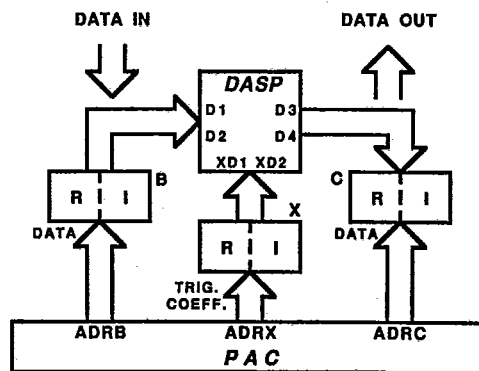 DATA IN
DATA OUT
DASP
D1 D3
D2 D4
XD1 XD2
B
R I
DATA
X
R I
TRIG.
COEFF.
C
R I
DATA
ADRB ADRX ADRC
PAC